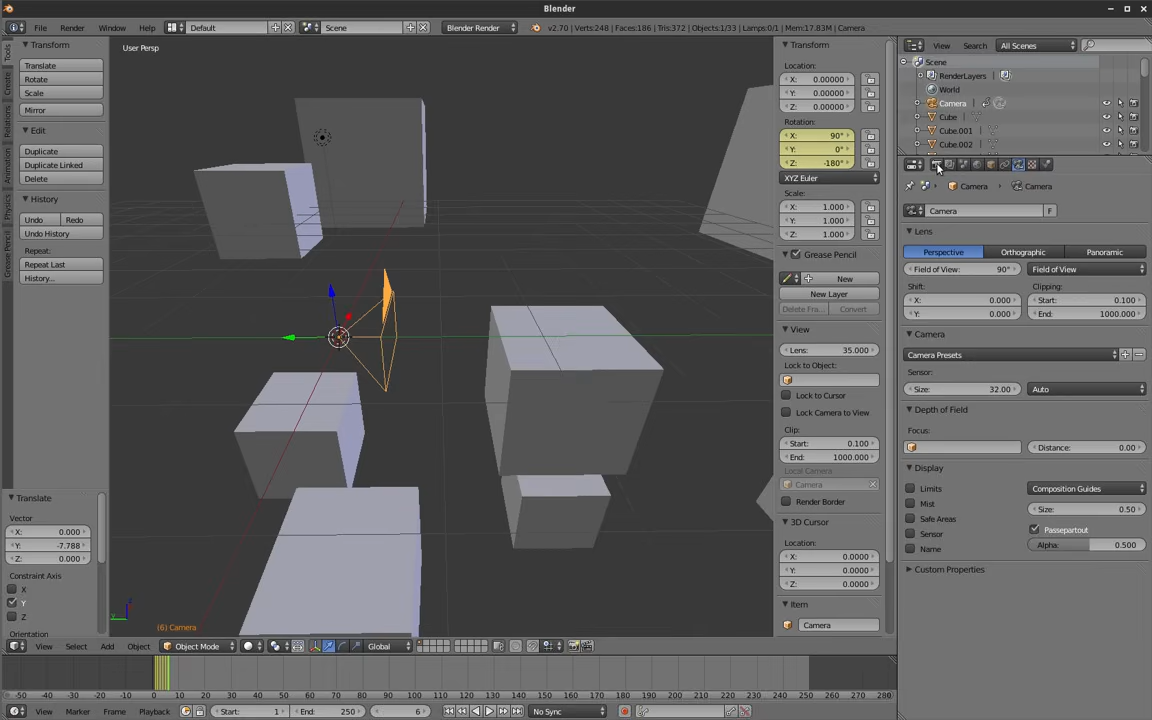 Blender
File Render Window Help Default Scene Blender Render v2.70 | Verts:248 | Faces:186 | Tris:372 | Objects:1/33 | Lamps:0/1 | Mem:17.83M | Camera
User Persp
Tools
Create
Relations
Animation
Physics
Grease Pencil
Transform
Translate
Rotate
Scale
Mirror
Edit
Duplicate
Duplicate Linked
Delete
History
Undo Redo
Undo History
Repeat:
Repeat Last
History...
Translate
Vector
X: 0.000
Y: -7.788
Z: 0.000
Constraint Axis
X
Y
Z
Orientation
(6) Camera
Transform
Location:
X: 0.00000
Y: 0.00000
Z: 0.00000
Rotation:
X: 90°
Y: 0°
Z: -180°
XYZ Euler
Scale:
X: 1.000
Y: 1.000
Z: 1.000
Grease Pencil
New
New Layer
Delete Fra... Convert
View
Lens: 35.000
Lock to Object:
Lock to Cursor
Lock Camera to View
Clip:
Start: 0.100
End: 1000.000
Local Camera
Camera
Render Border
3D Cursor
Location:
X: 0.0000
Y: 0.0000
Z: 0.0000
Item
Camera
View Search All Scenes
Scene
RenderLayers
World
Camera
Cube
Cube.001
Cube.002
Camera Camera
Camera F
Lens
Perspective Orthographic Panoramic
Field of View: 90° Field of View
Shift: Clipping:
X: 0.000 Start: 0.100
Y: 0.000 End: 1000.000
Camera
Camera Presets
Sensor:
Size: 32.00 Auto
Depth of Field
Focus:
Distance: 0.00
Display
Limits Composition Guides
Mist Size: 0.50
Safe Areas
Sensor Passepartout
Name Alpha: 0.500
Custom Properties
View Select Add Object Object Mode Global
-50 -40 -30 -20 -10 0 10 20 30 40 50 60 70 80 90 100 110 120 130 140 150 160 170 180 190 200 210 220 230 240 250 260 270 280
View Marker Frame Playback Start: 1 End: 250 6 No Sync